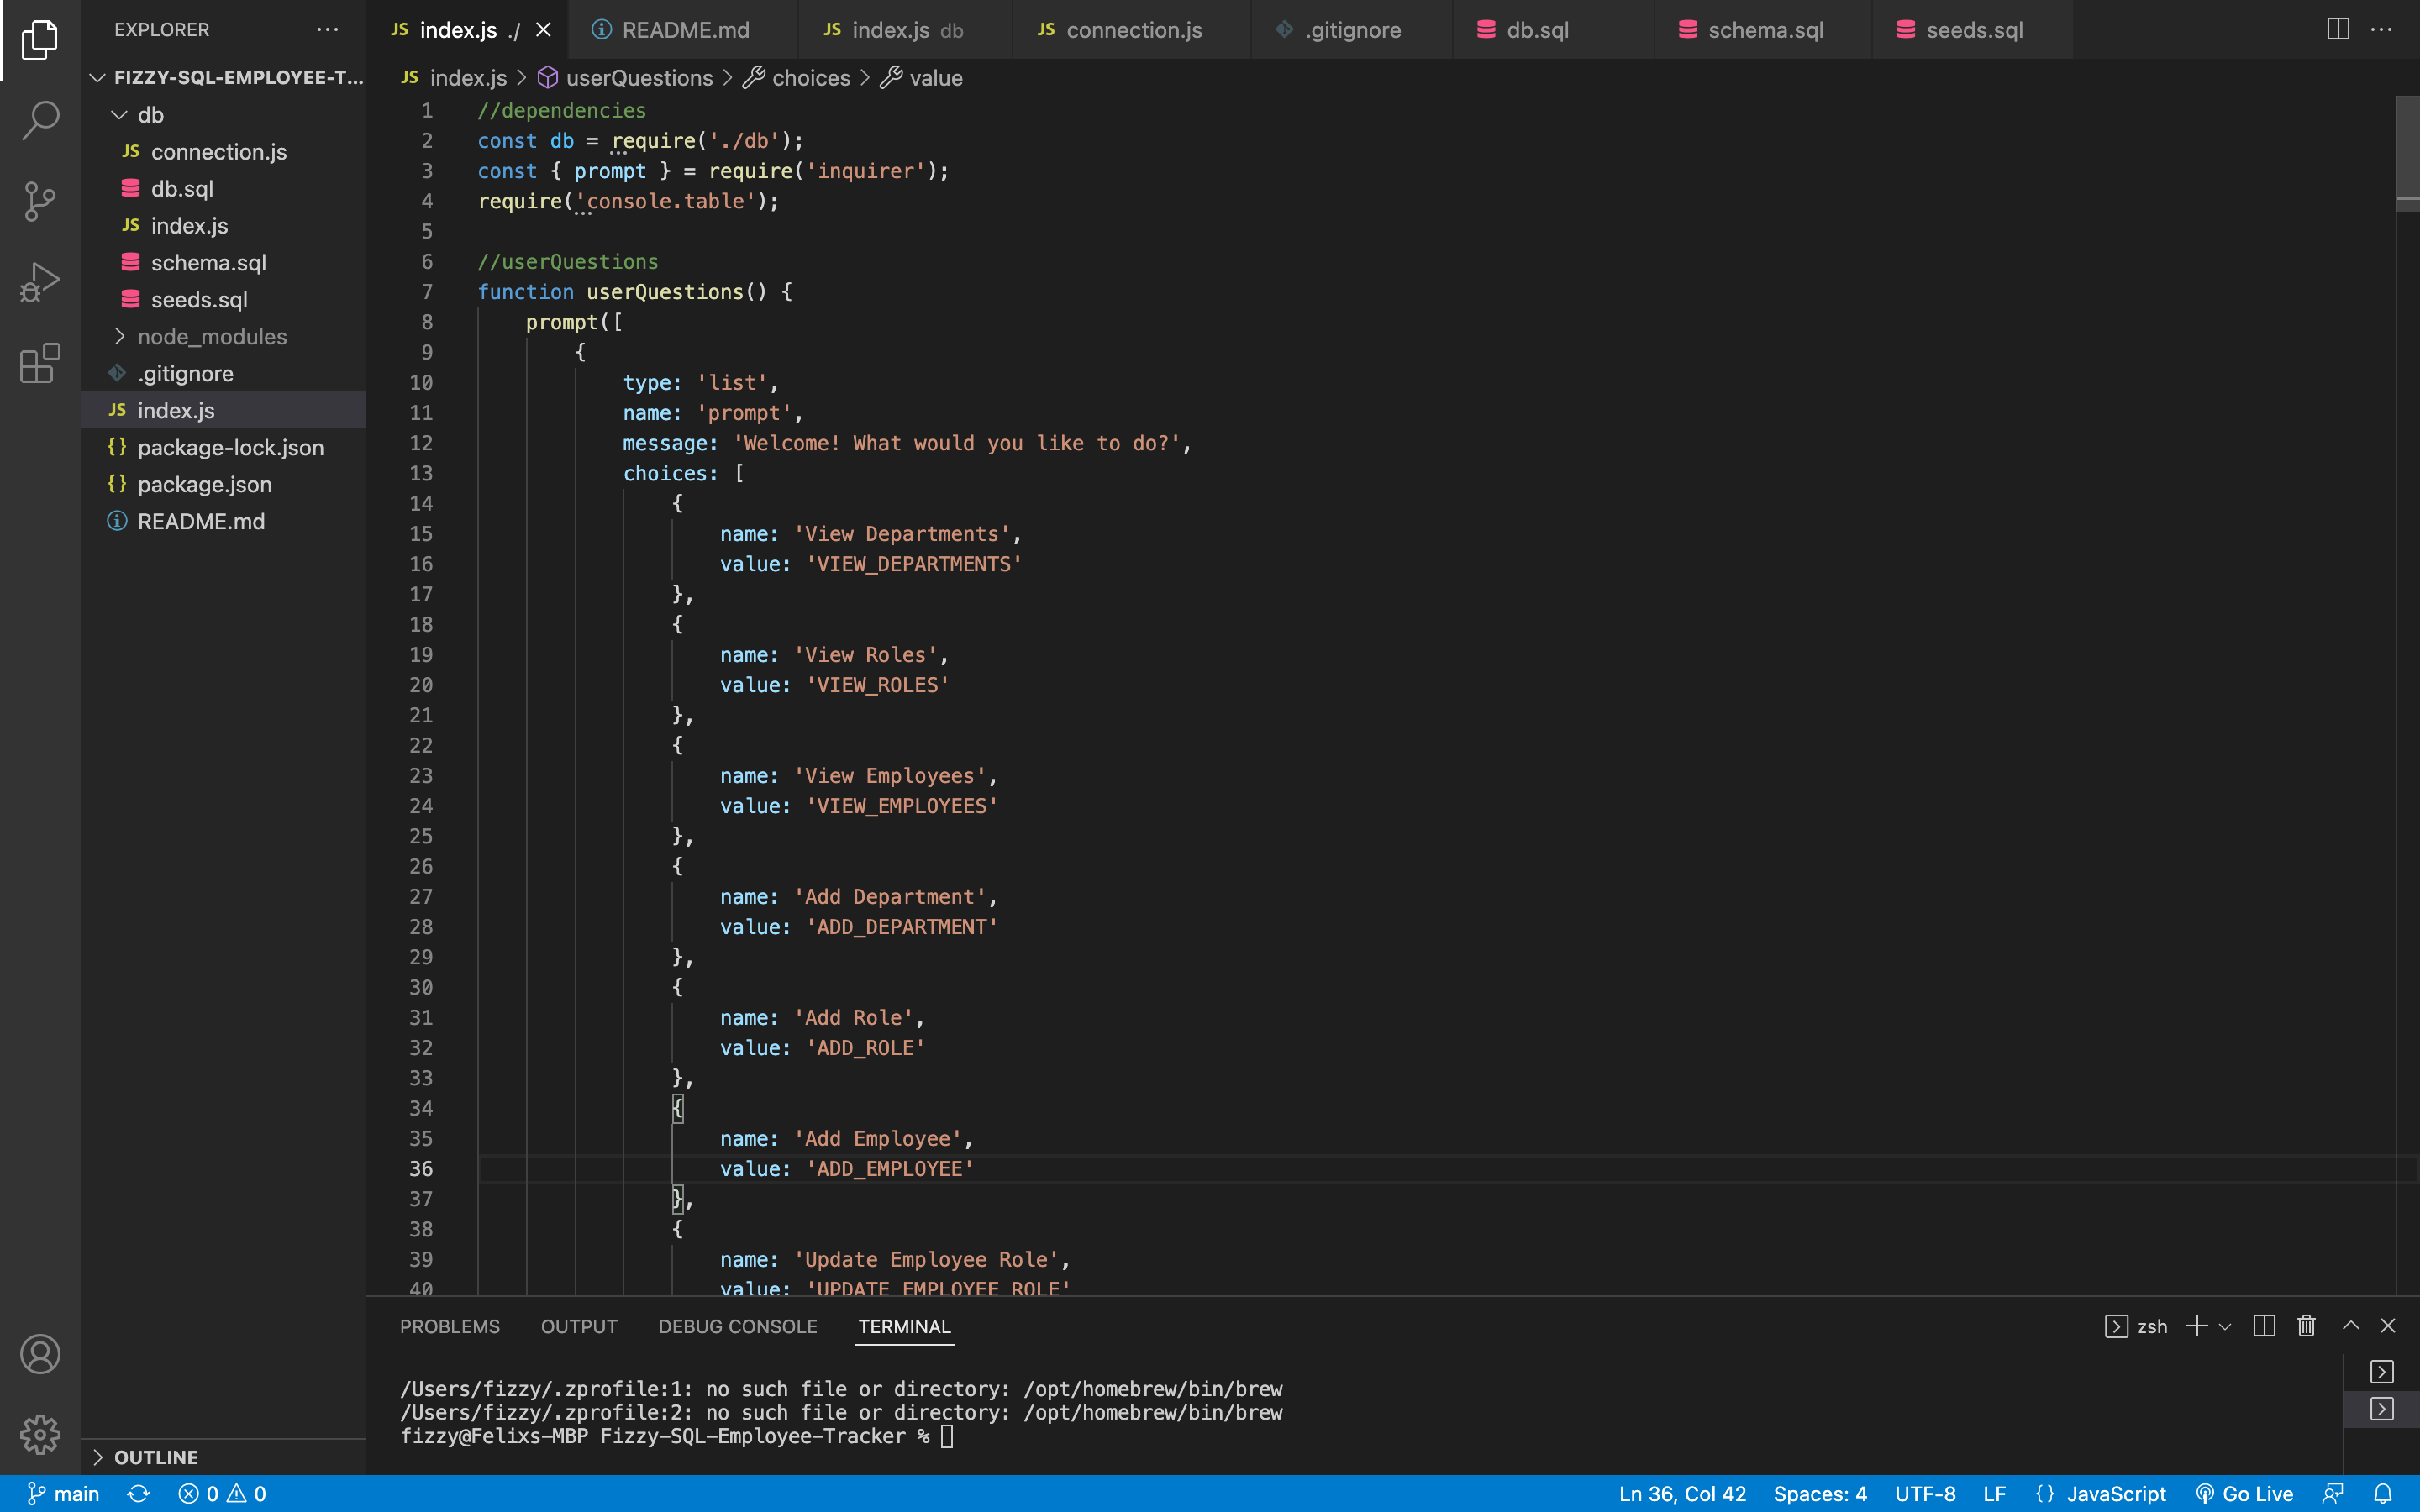 EXPLORER
FIZZY-SQL-EMPLOYEE-T...
db
JS connection.js
db.sql
JS index.js
schema.sql
seeds.sql
node_modules
.gitignore
JS index.js
{} package-lock.json
{} package.json
README.md
OUTLINE
JS index.js ./
README.md
JS index.js db
JS connection.js
.gitignore
db.sql
schema.sql
seeds.sql
JS index.js > userQuestions > choices > value
1 //dependencies
2 const db = require('./db');
3 const { prompt } = require('inquirer');
4 require('console.table');
5
6 //userQuestions
7 function userQuestions() {
8 prompt([
9 {
10 type: 'list',
11 name: 'prompt',
12 message: 'Welcome! What would you like to do?',
13 choices: [
14 {
15 name: 'View Departments',
16 value: 'VIEW_DEPARTMENTS'
17 },
18 {
19 name: 'View Roles',
20 value: 'VIEW_ROLES'
21 },
22 {
23 name: 'View Employees',
24 value: 'VIEW_EMPLOYEES'
25 },
26 {
27 name: 'Add Department',
28 value: 'ADD_DEPARTMENT'
29 },
30 {
31 name: 'Add Role',
32 value: 'ADD_ROLE'
33 },
34 {
35 name: 'Add Employee',
36 value: 'ADD_EMPLOYEE'
37 },
38 {
39 name: 'Update Employee Role',
40 value: 'UPDATE_EMPLOYEE_ROLE'
PROBLEMS OUTPUT DEBUG CONSOLE TERMINAL
zsh
/Users/fizzy/.zprofile:1: no such file or directory: /opt/homebrew/bin/brew
/Users/fizzy/.zprofile:2: no such file or directory: /opt/homebrew/bin/brew
fizzy@Felixs-MBP Fizzy-SQL-Employee-Tracker %
main 0 0
Ln 36, Col 42 Spaces: 4 UTF-8 LF {} JavaScript Go Live